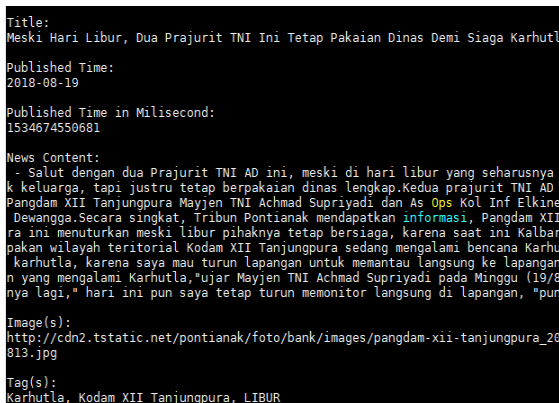 Title:
Meski Hari Libur, Dua Prajurit TNI Ini Tetap Pakaian Dinas Demi Siaga Karhutl
Published Time:
2018-08-19
Published Time in Milisecond:
1534674550681
News Content:
- Salut dengan dua Prajurit TNI AD ini, meski di hari libur yang seharusnya
k keluarga, tapi justru tetap berpakaian dinas lengkap.Kedua prajurit TNI AD
Pangdam XII Tanjungpura Mayjen TNI Achmad Supriyadi dan As Ops Kol Inf Elkine
Dewangga.Secara singkat, Tribun Pontianak mendapatkan informasi, Pangdam XII
ra ini menuturkan meski libur pihaknya tetap bersiaga, karena saat ini Kalbar
pakan wilayah teritorial Kodam XII Tanjungpura sedang mengalami bencana Karhu
karhutla, karena saya mau turun lapangan untuk memantau langsung ke lapangan
n yang mengalami Karhutla,"ujar Mayjen TNI Achmad Supriyadi pada Minggu (19/8
nya lagi," hari ini pun saya tetap turun memonitor langsung di lapangan, "pun
Image(s):
http://cdn2.tstatic.net/pontianak/foto/bank/images/pangdam-xii-tanjungpura_20
813.jpg
Tag(s):
Karhutla, Kodam XII Tanjungpura, LIBUR